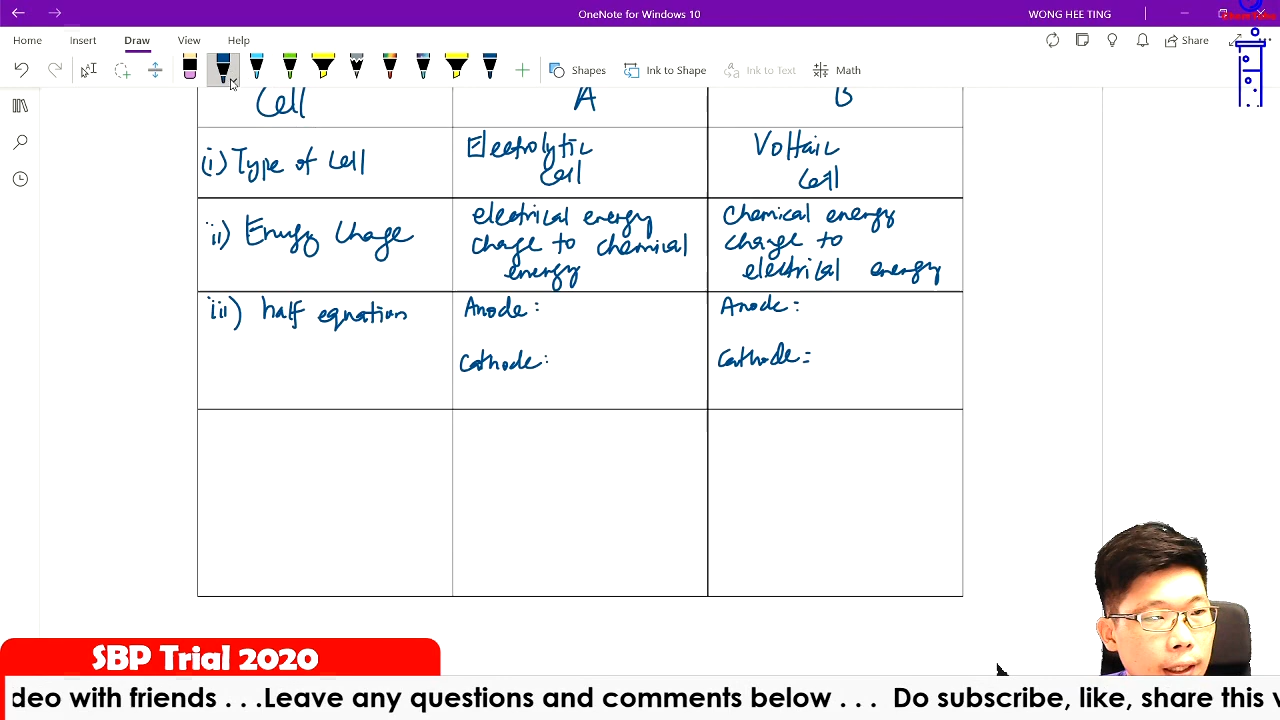 OneNote for Windows 10
WONG HEE TING
Home Insert Draw View Help
Share
Shapes Ink to Shape Ink to Text Math
Cell A B
(i) Type of Cell
Electrolytic
Cell
Voltaic
Cell
ii) Energy Change
electrical energy
change to chemical
energy
Chemical energy
change to
electrical energy
iii) half equation
Anode:
Cathode:
Anode:
Cathode:
SBP Trial 2020
deo with friends . . .Leave any questions and comments below . . . Do subscribe, like, share this v